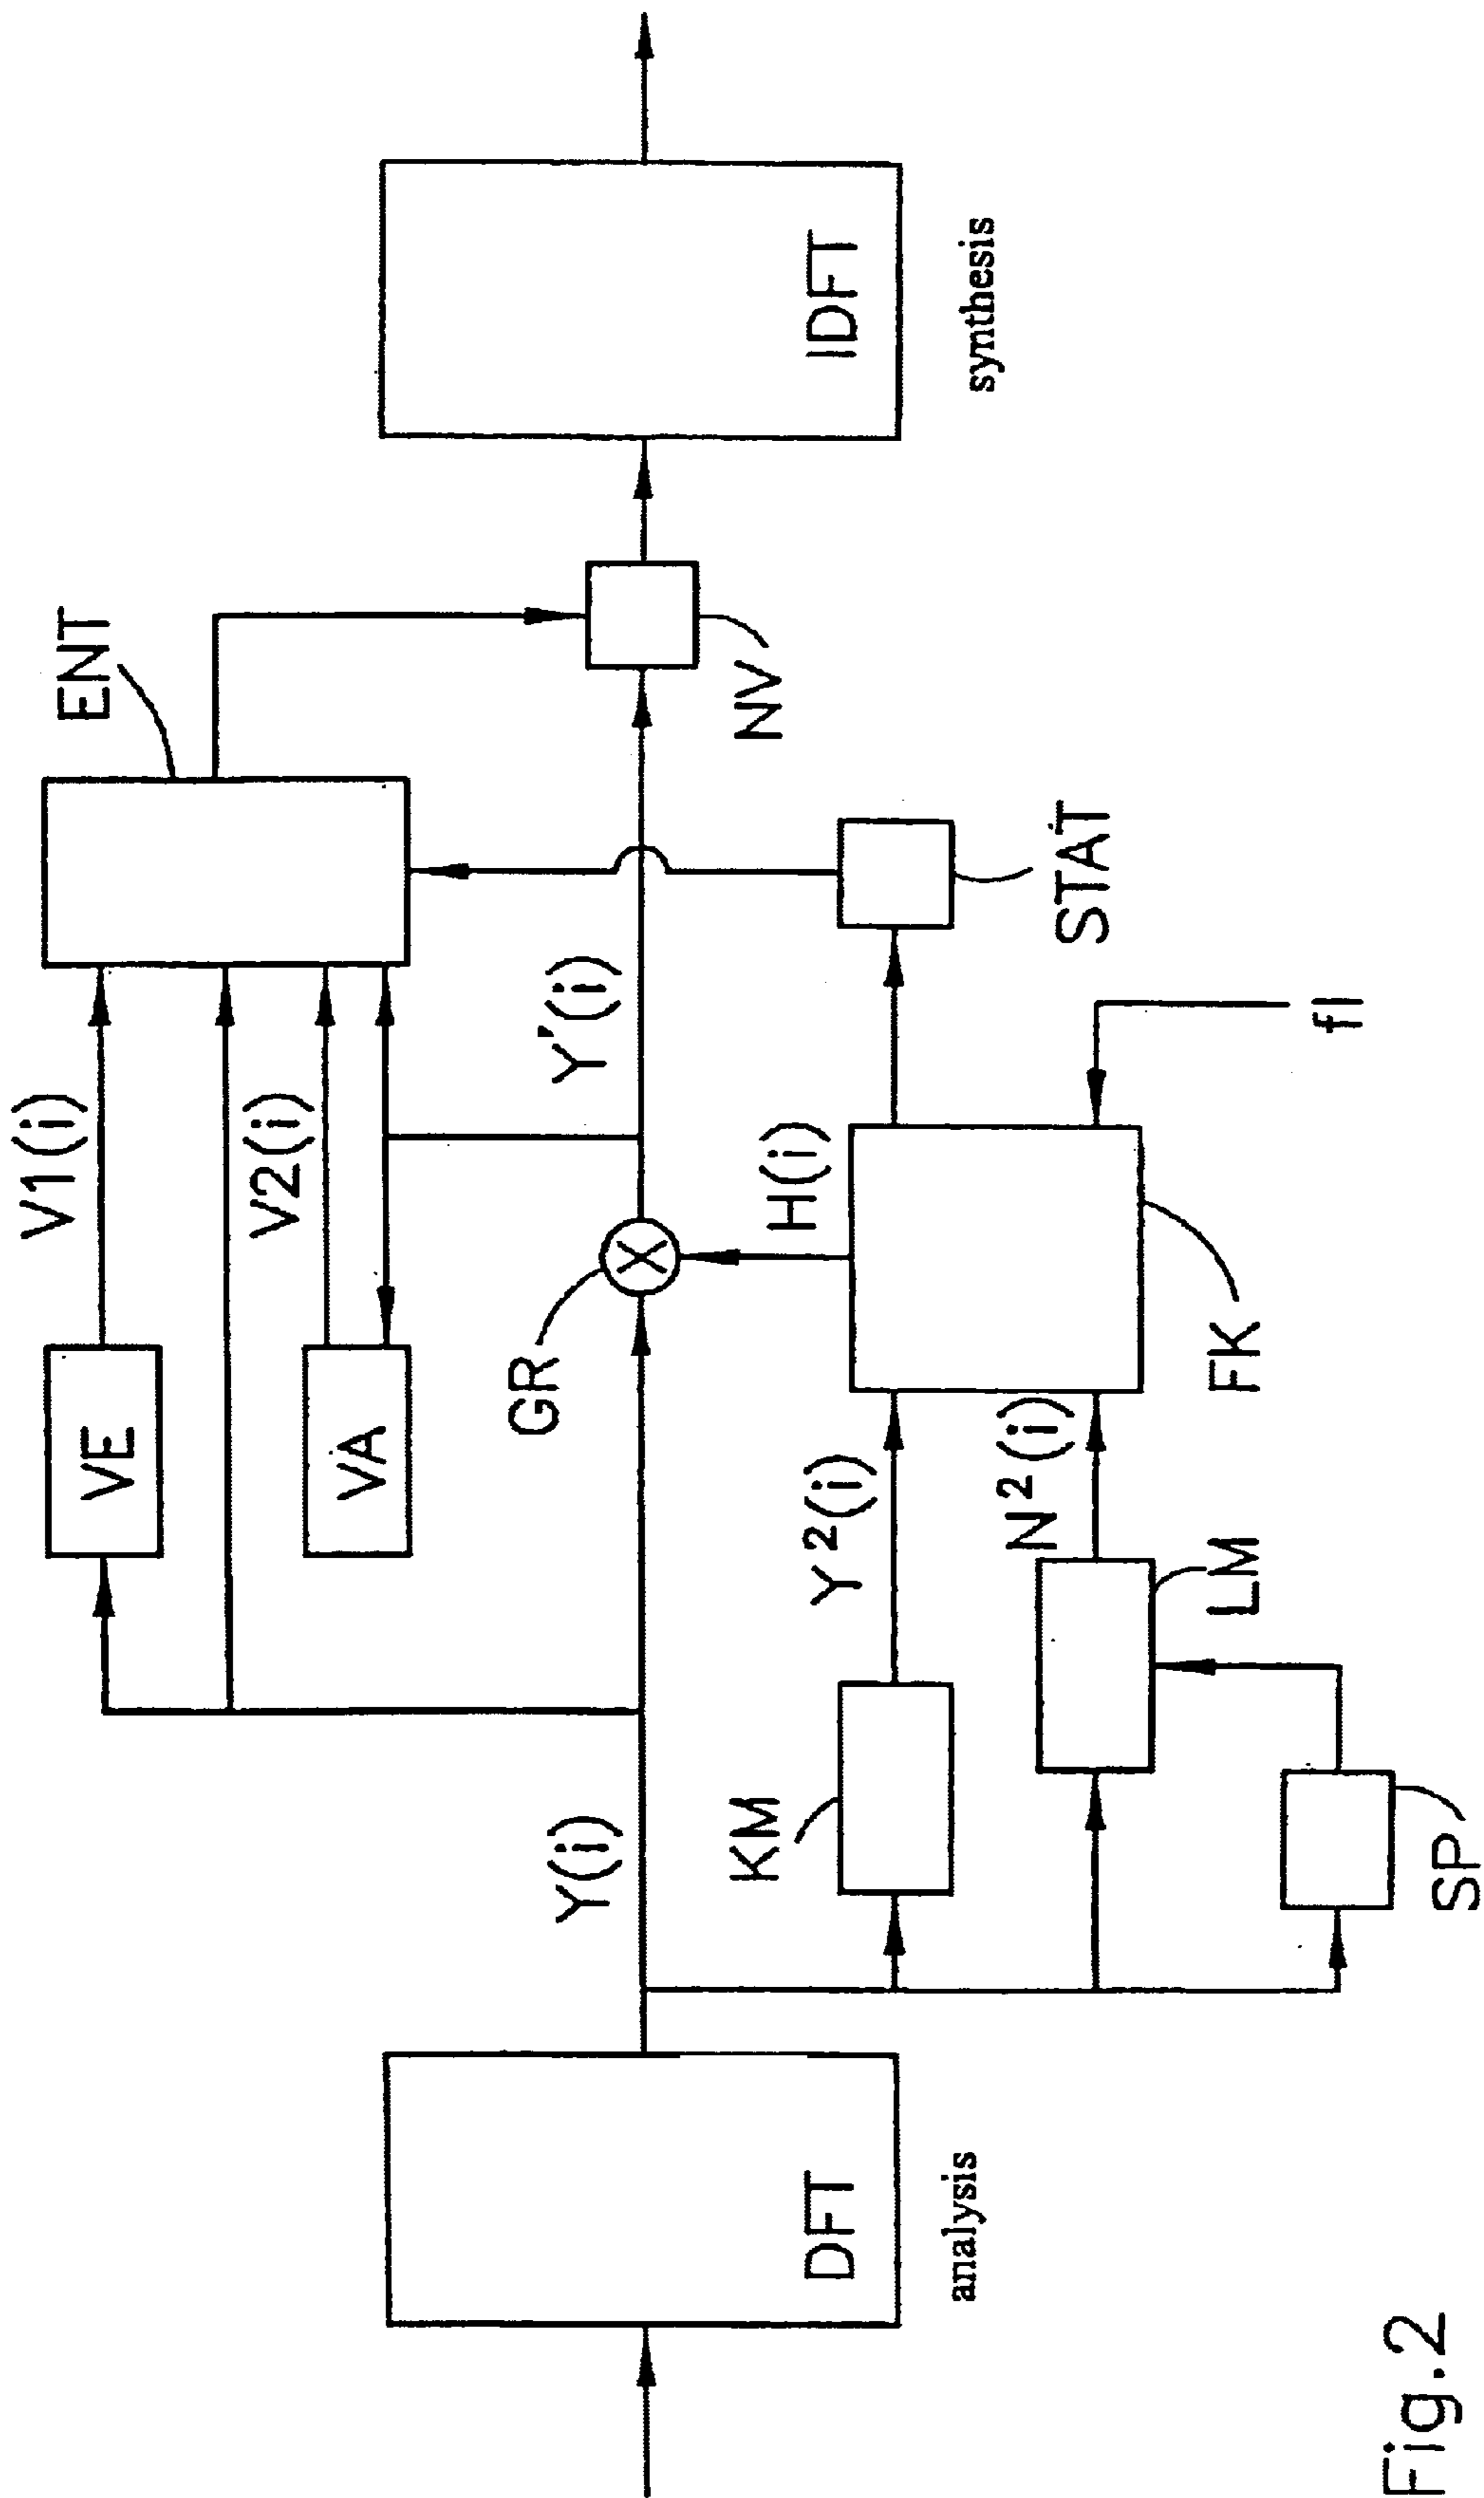 ENT
V1(i)
VE
V2(i)
VA
GR
Y'(i)
Y(i)
NV
H(i)
KM
Y²(i)
STAT
DFT
IDFT
analysis
synthesis
N²(i)
LM
FK
fl
SP
Fig.2